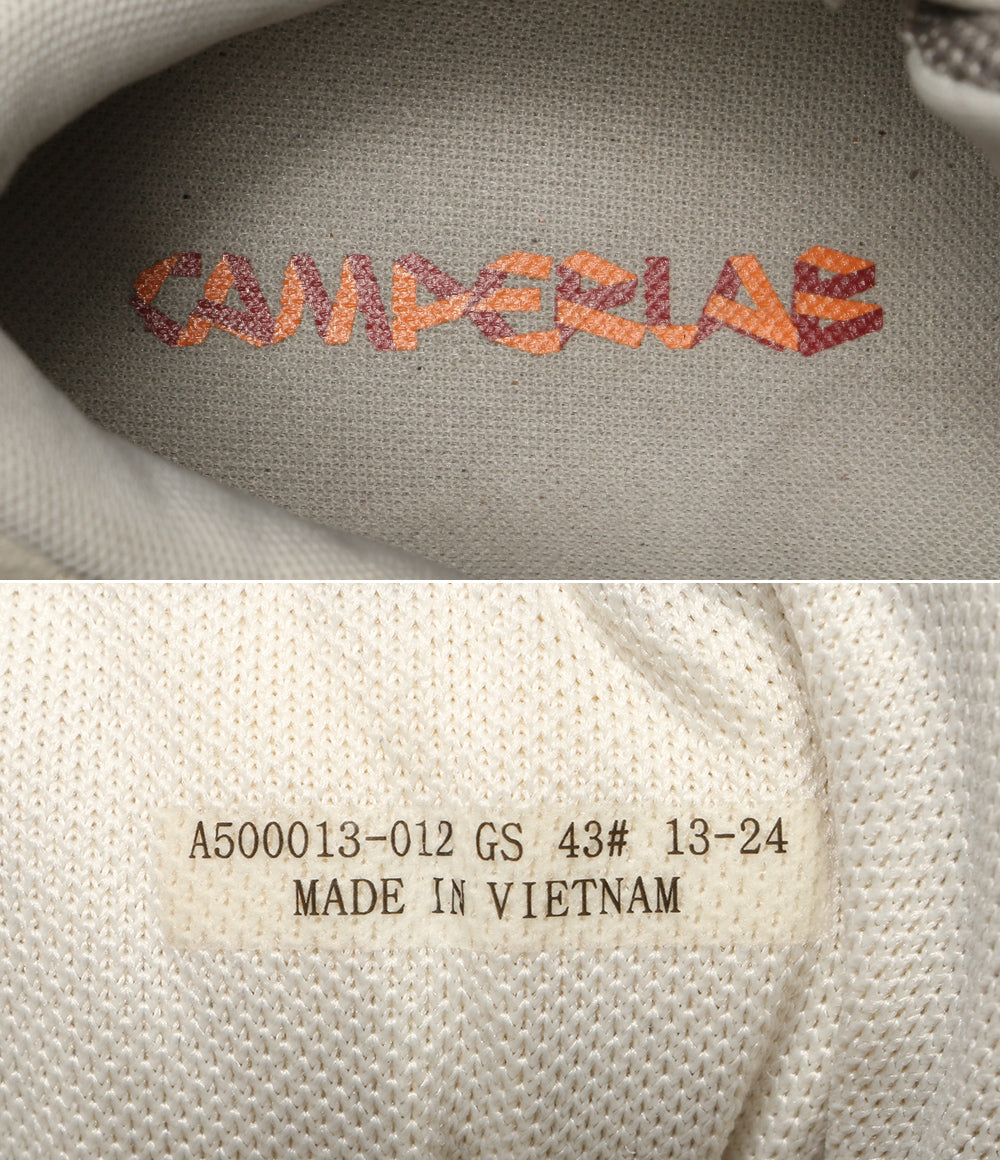 CAMPERLAB
A500013-012 GS 43# 13-24
MADE IN VIETNAM